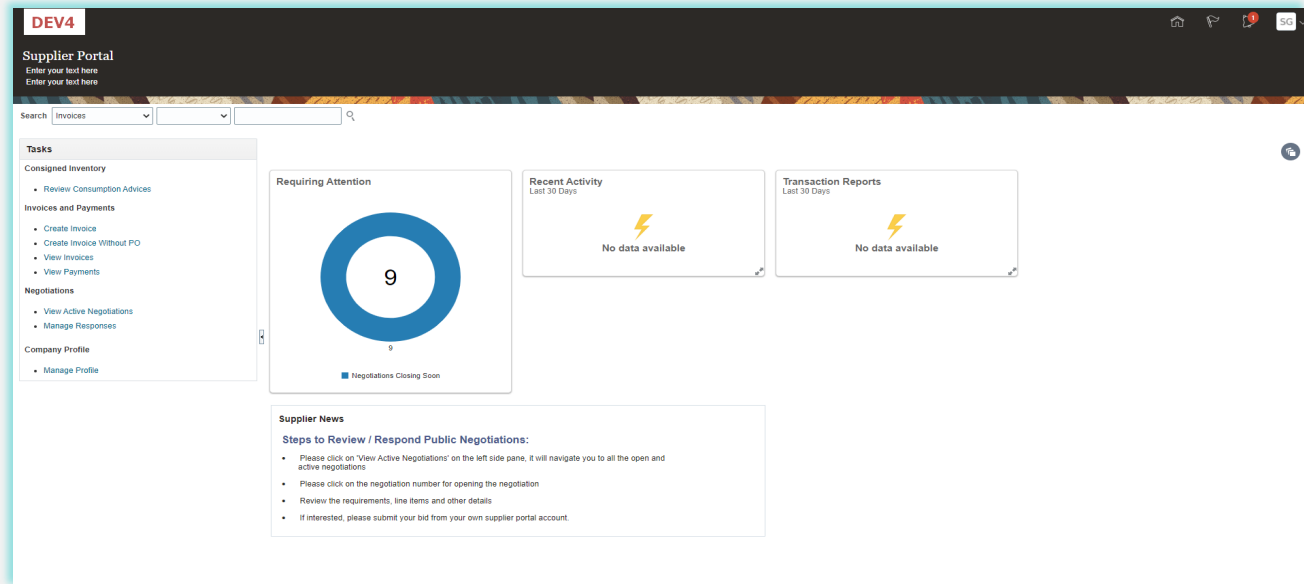 DEV4
1
SG
Supplier Portal
Enter your text here
Enter your text here
Search Invoices
Tasks
Consigned Inventory
Review Consumption Advices
Invoices and Payments
Create Invoice
Create Invoice Without PO
View Invoices
View Payments
Negotiations
View Active Negotiations
Manage Responses
Company Profile
Manage Profile
Requiring Attention
9
9
Negotiations Closing Soon
Recent Activity
Last 30 Days
No data available
Transaction Reports
Last 30 Days
No data available
Supplier News
Steps to Review / Respond Public Negotiations:
Please click on 'View Active Negotiations' on the left side pane, it will navigate you to all the open and
active negotiations
Please click on the negotiation number for opening the negotiation
Review the requirements, line items and other details
If interested, please submit your bid from your own supplier portal account.